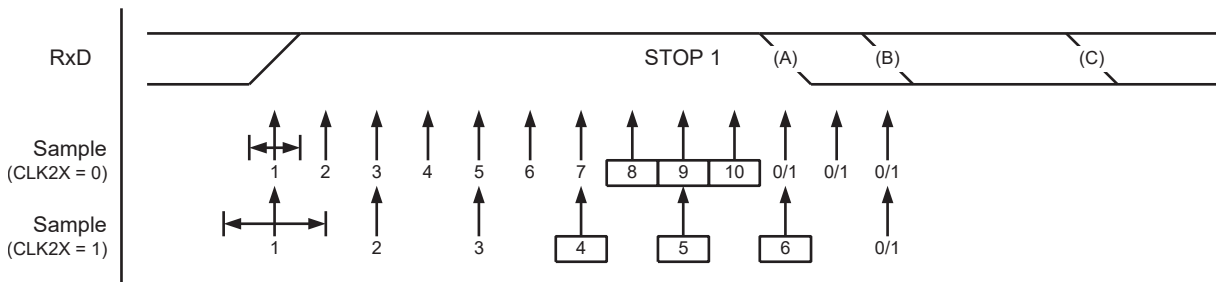 RxD
STOP 1
(A)
(B)
(C)
Sample
(CLK2X = 0)
1 2 3 4 5 6 7 8 9 10 0/1 0/1 0/1
Sample
(CLK2X = 1)
1 2 3 4 5 6 0/1